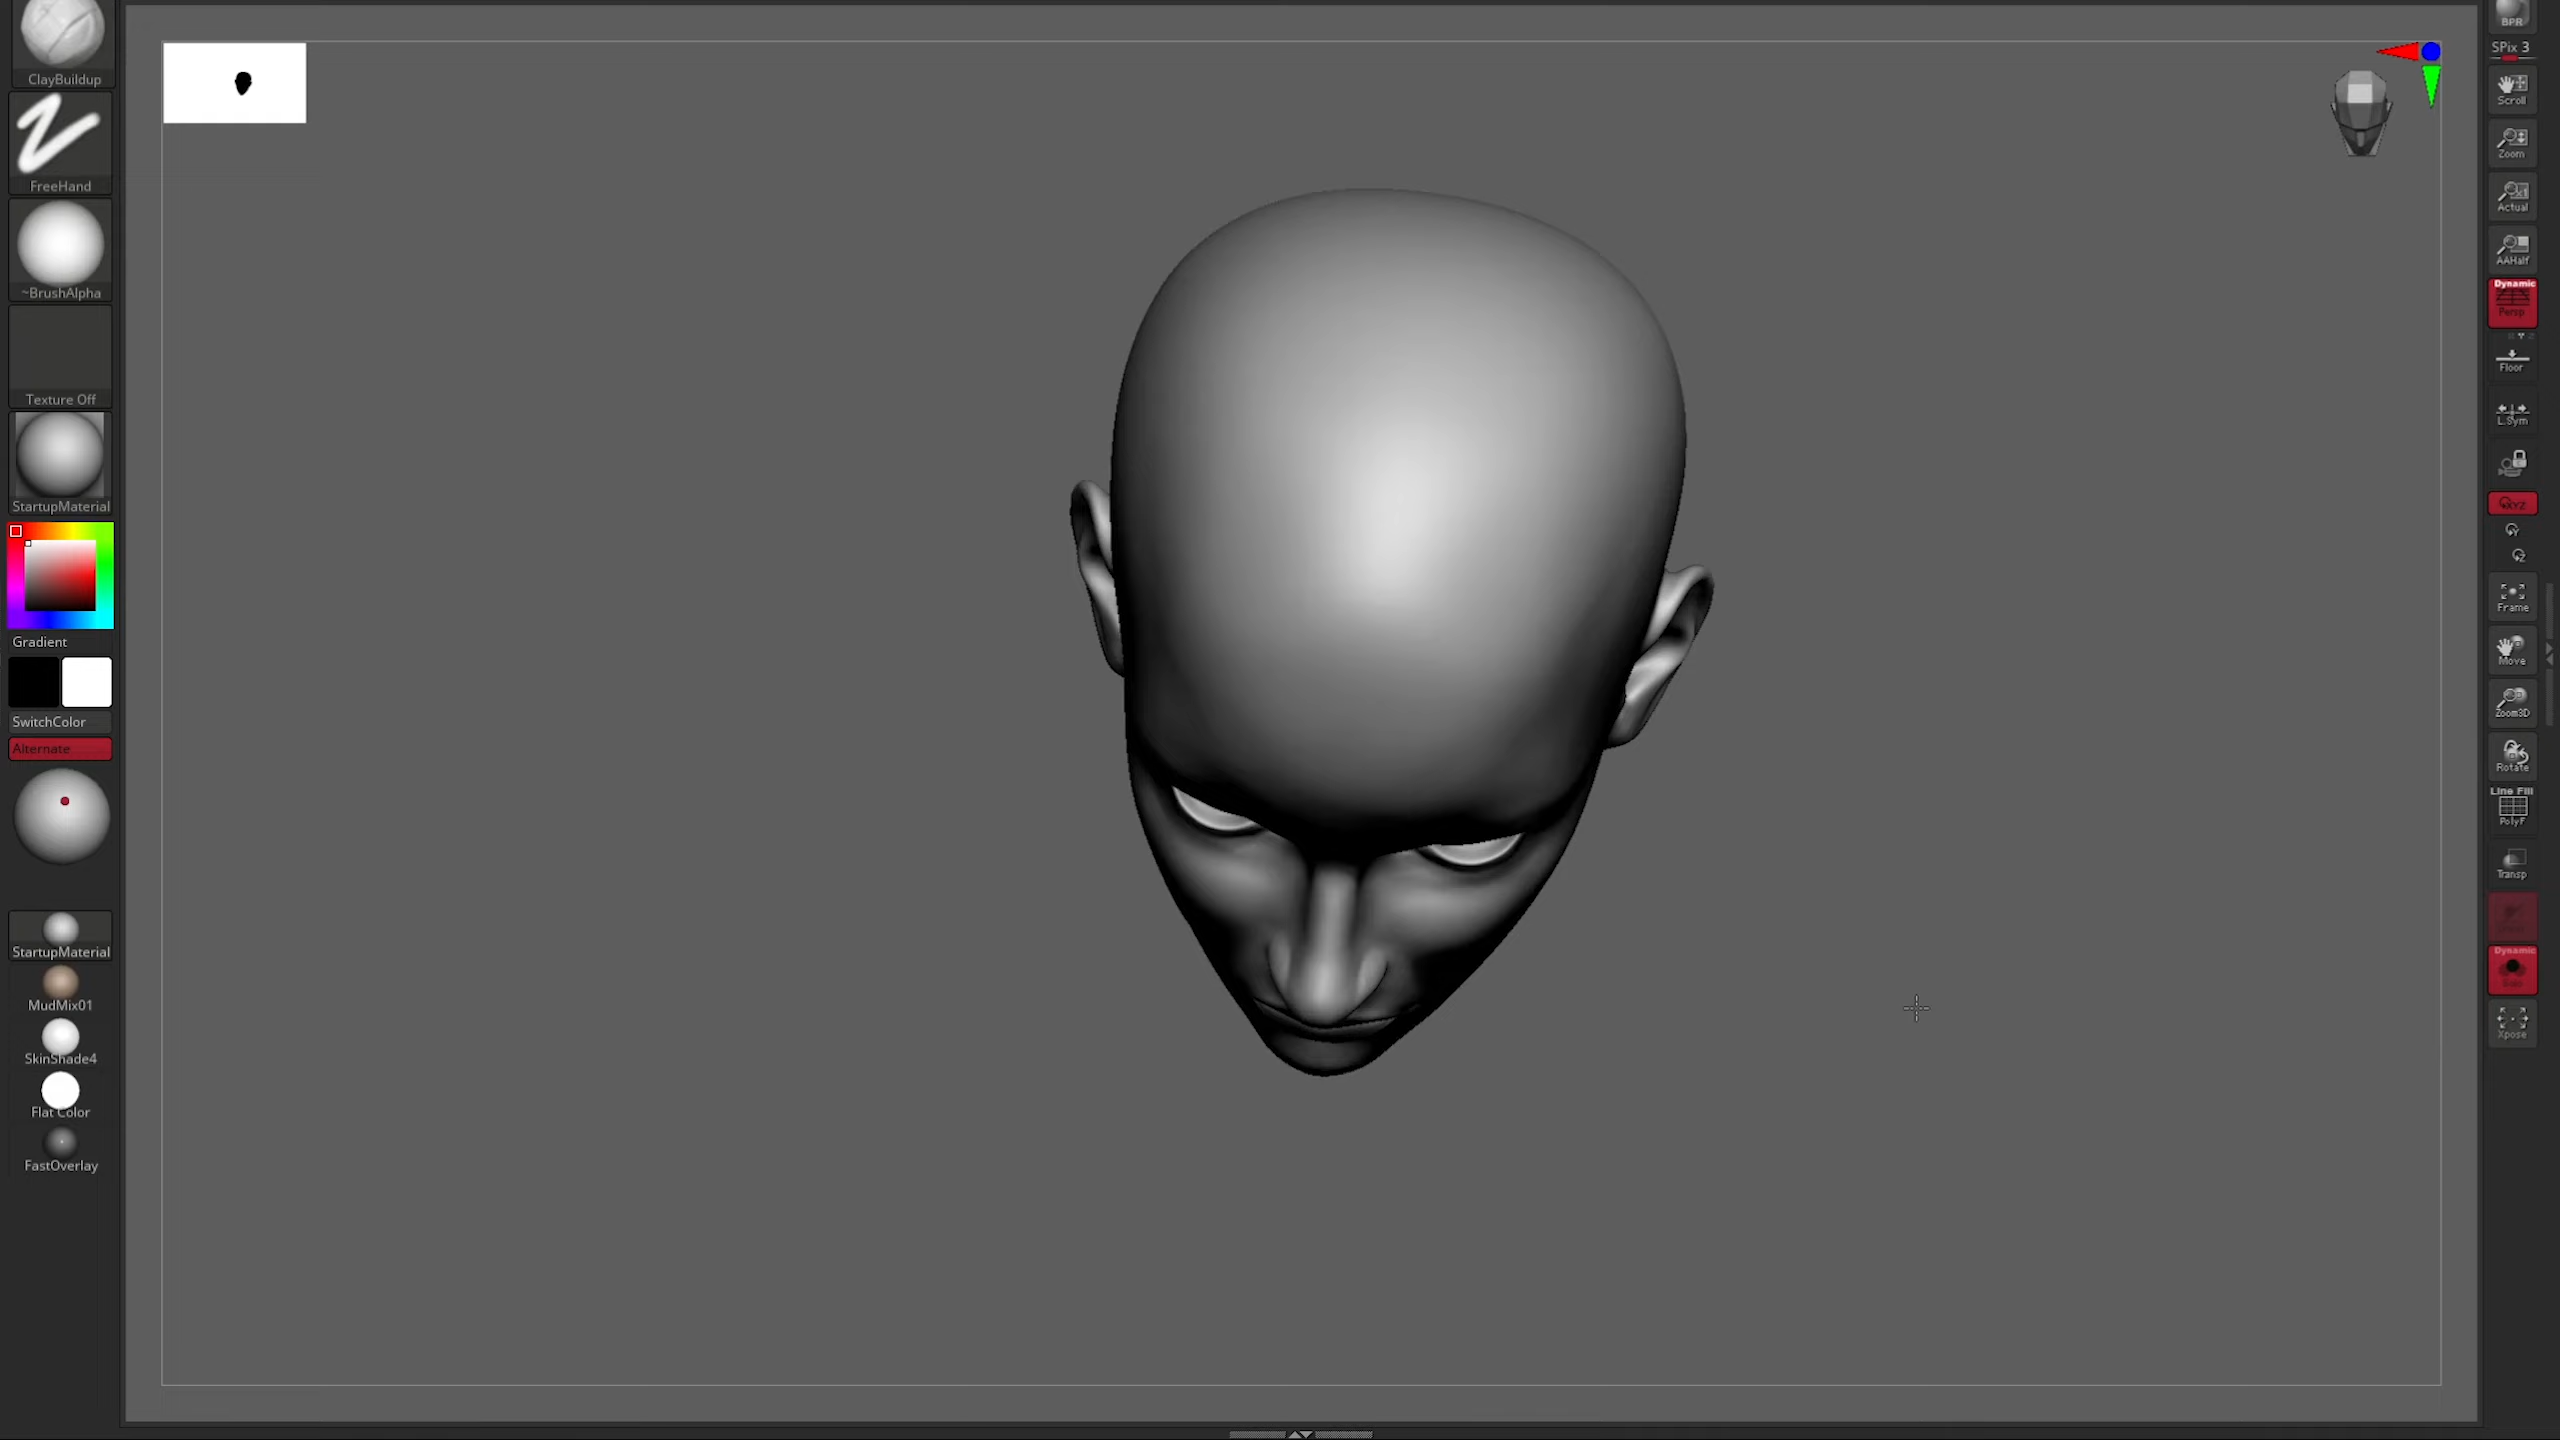 ClayBuildup
FreeHand
~BrushAlpha
Texture Off
StartupMaterial
Gradient
SwitchColor
Alternate
StartupMaterial
MudMix01
SkinShade4
Flat Color
FastOverlay
BPR
SPix 3
Scroll
Zoom
Actual
AAHalf
Dynamic
Persp
Floor
L.Sym
XYZ
Frame
Move
Zoom3D
Rotate
Line Fill
PolyF
Transp
Dynamic
Xpose